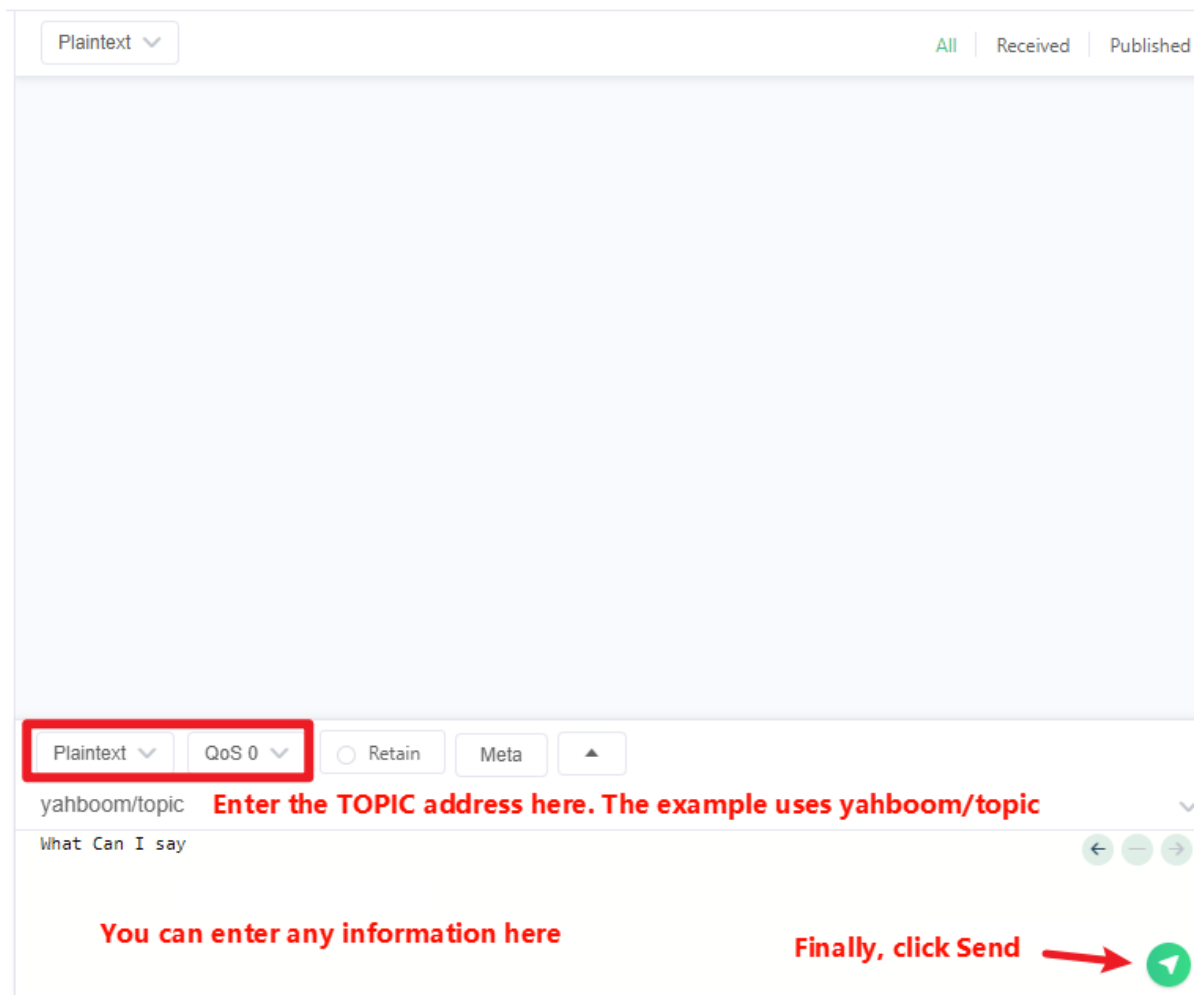 Plaintext
All Received Published
Plaintext QoS 0 Retain Meta
yahboom/topic Enter the TOPIC address here. The example uses yahboom/topic
What Can I say
You can enter any information here
Finally, click Send